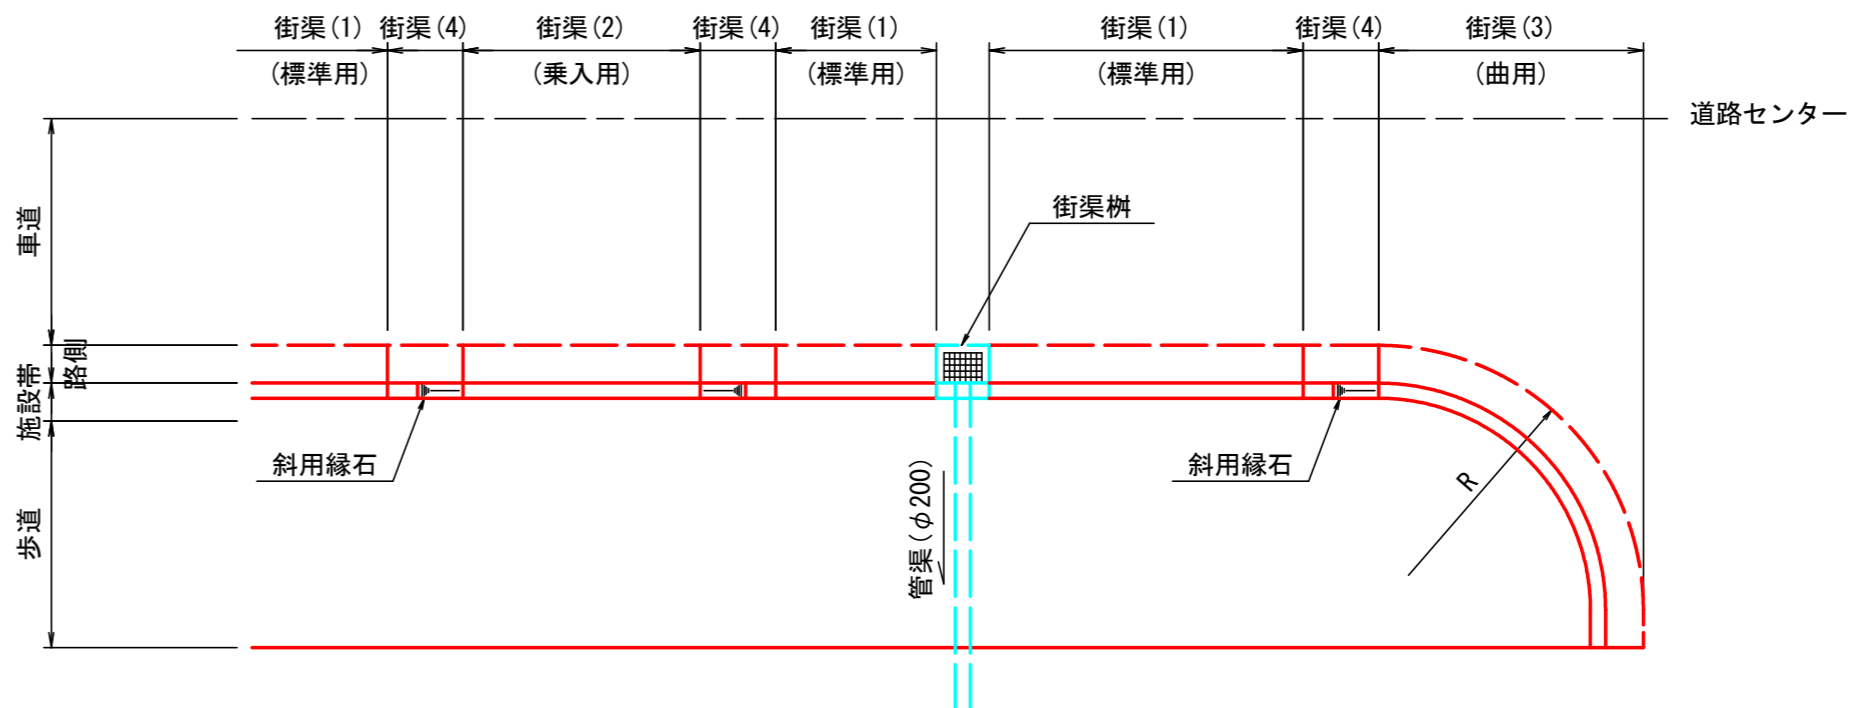 街渠(1)
街渠(4)
街渠(2)
街渠(4)
街渠(1)
街渠(1)
街渠(4)
街渠(3)
(標準用)
(乗入用)
(標準用)
(標準用)
(曲用)
道路センター
車道
街渠桝
路側
施設帯
斜用縁石
斜用縁石
R
管渠(φ200)
歩道